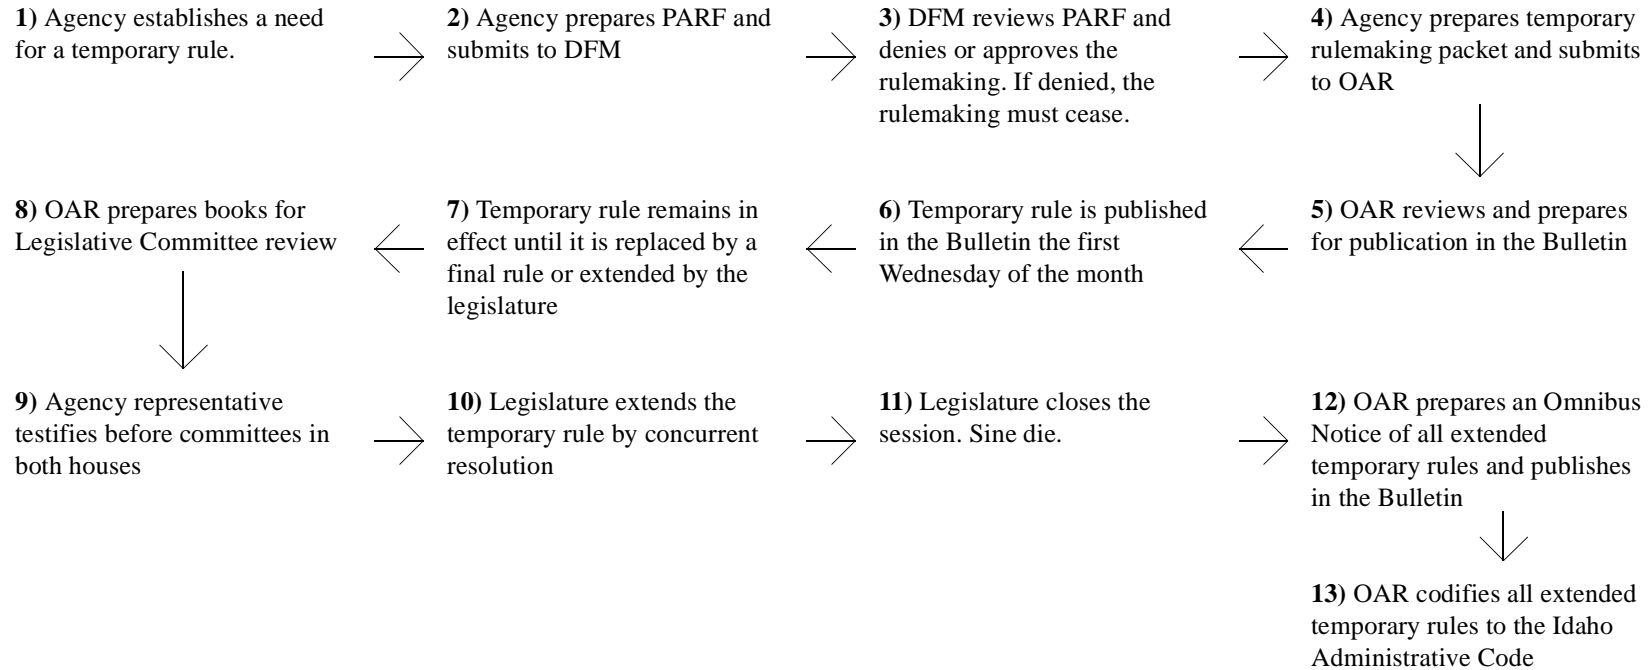 1) Agency establishes a need
for a temporary rule.
2) Agency prepares PARF and
submits to DFM
3) DFM reviews PARF and
denies or approves the
rulemaking. If denied, the
rulemaking must cease.
4) Agency prepares temporary
rulemaking packet and submits
to OAR
5) OAR reviews and prepares
for publication in the Bulletin
6) Temporary rule is published
in the Bulletin the first
Wednesday of the month
7) Temporary rule remains in
effect until it is replaced by a
final rule or extended by the
legislature
8) OAR prepares books for
Legislative Committee review
9) Agency representative
testifies before committees in
both houses
10) Legislature extends the
temporary rule by concurrent
resolution
11) Legislature closes the
session. Sine die.
12) OAR prepares an Omnibus
Notice of all extended
temporary rules and publishes
in the Bulletin
13) OAR codifies all extended
temporary rules to the Idaho
Administrative Code